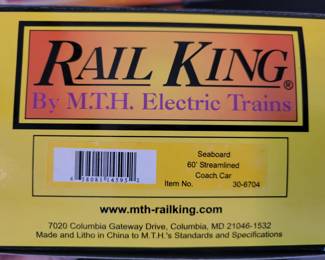 RAIL KING®
By M.T.H. Electric Trains
Seaboard
60' Streamlined
Coach Car
Item No. 30-6704
www.mth-railking.com
7020 Columbia Gateway Drive, Columbia, MD 21046-1532
Made and Litho in China to M.T.H.'s Standards and Specifications